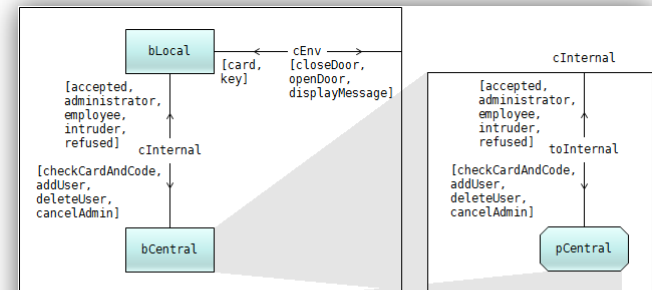 bLocal
cEnv
[card,
key]
[closeDoor,
openDoor,
displayMessage]
[accepted,
administrator,
employee,
intruder,
refused]
cInternal
[checkCardAndCode,
addUser,
deleteUser,
cancelAdmin]
bCentral
cInternal
[accepted,
administrator,
employee,
intruder,
refused]
toInternal
[checkCardAndCode,
addUser,
deleteUser,
cancelAdmin]
pCentral